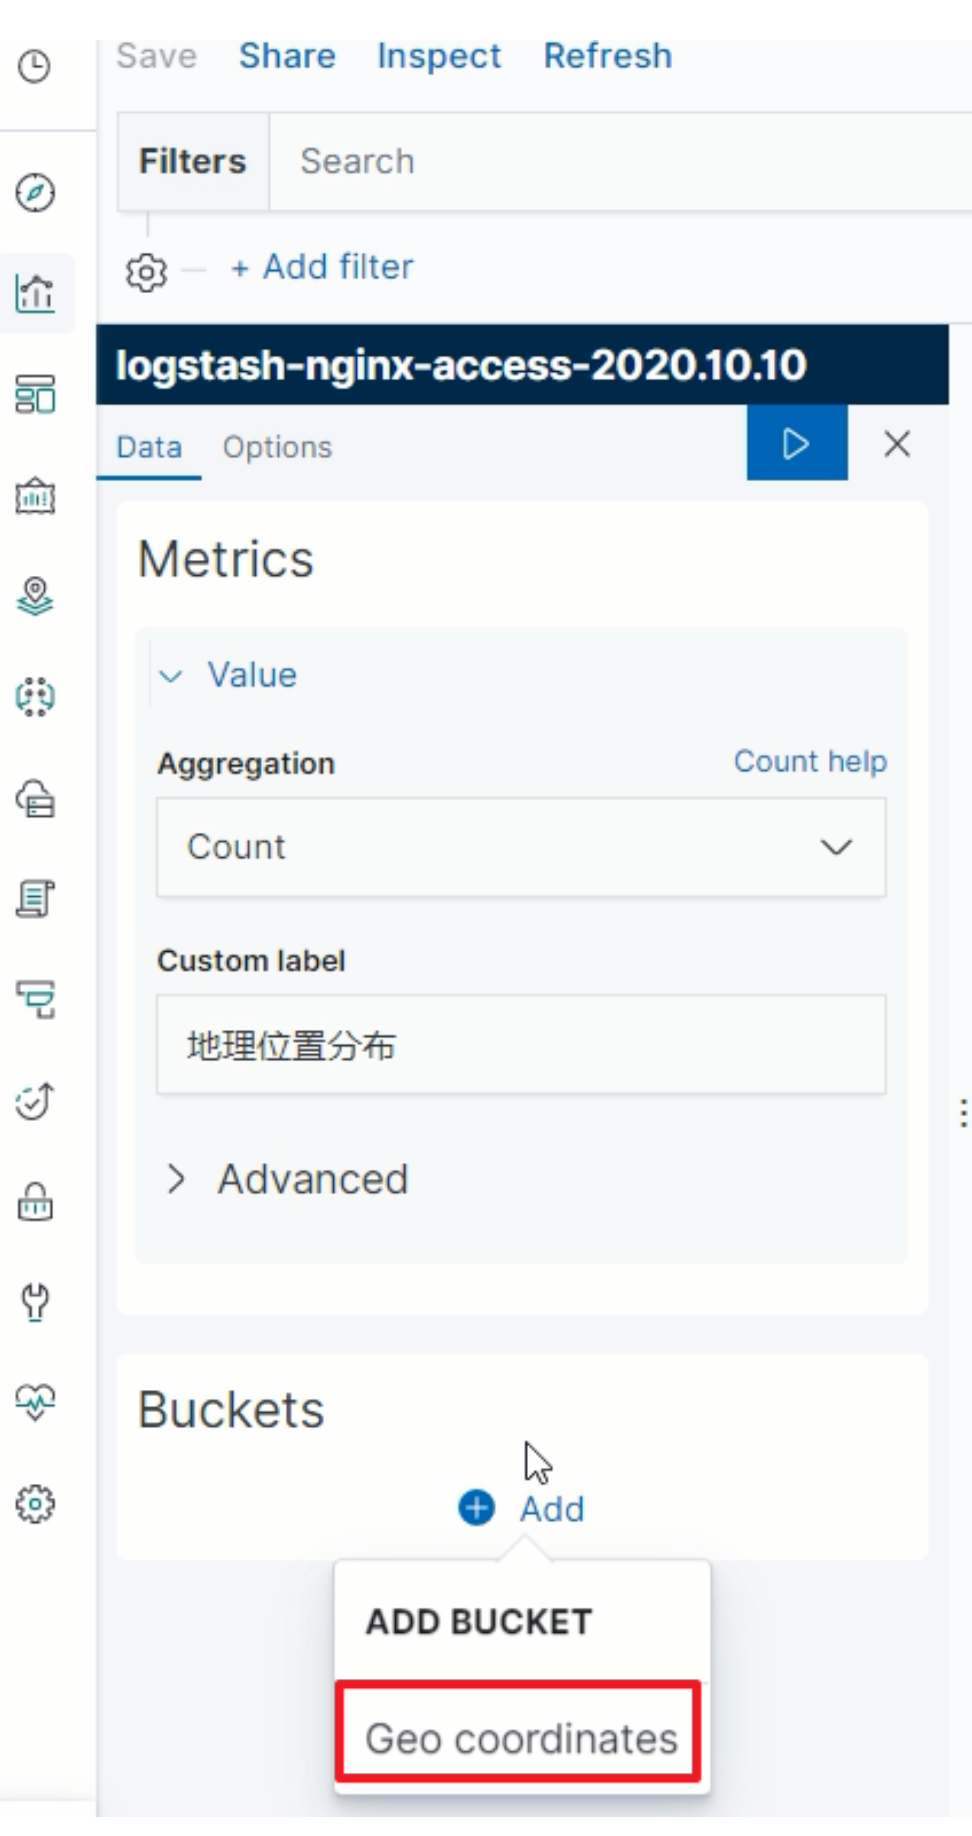 Save Share Inspect Refresh
Filters Search
+ Add filter
logstash-nginx-access-2020.10.10
Data Options
Metrics
Value
Aggregation Count help
Count
Custom label
地理位置分布
Advanced
Buckets
Add
ADD BUCKET
Geo coordinates